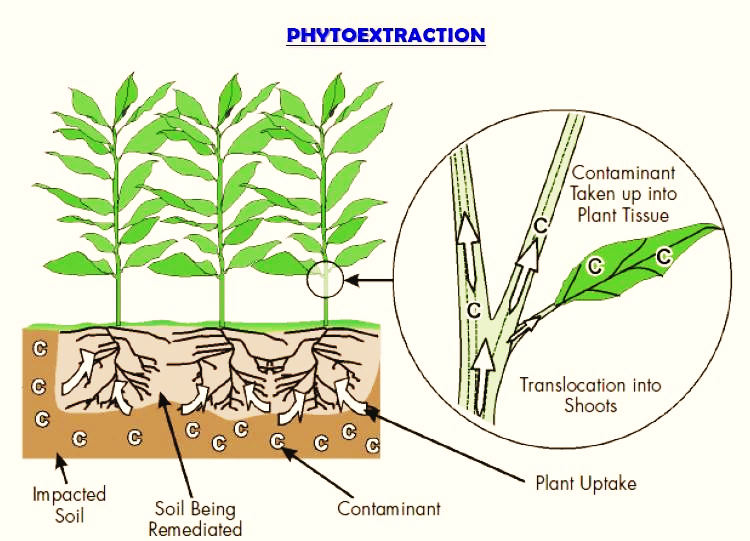 PHYTOEXTRACTION
Contaminant
Taken up into
Plant Tissue
C
C
C
C
Translocation into
Shoots
C
C
C
C
C
C
C
C
C
C
C
C
Plant Uptake
Impacted
Soil
Soil Being
Remediated
Contaminant